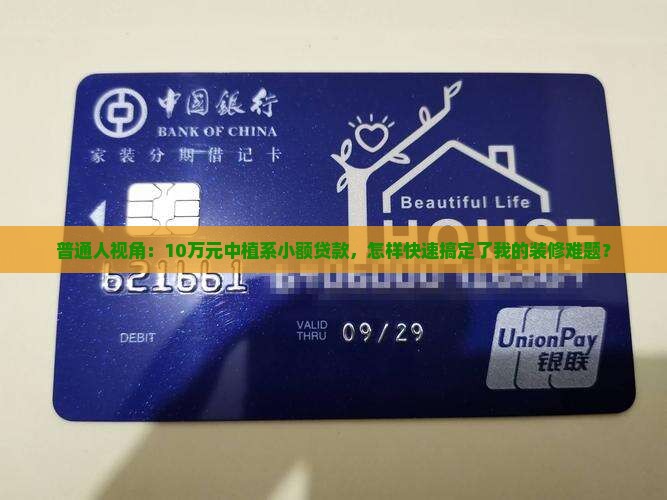 中国银行
BANK OF CHINA
家装分期借记卡
Beautiful Life
HOUSE
普通人视角：10万元中植系小额贷款，怎样快速搞定了我的装修难题？
621661
DEBIT
VALID
THRU
09/29
UnionPay
银联